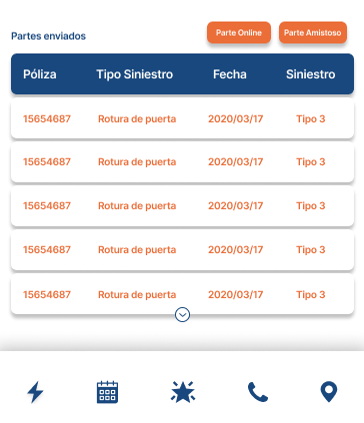 Partes enviados
Parte Online
Parte Amistoso
Póliza Tipo Siniestro Fecha Siniestro
15654687 Rotura de puerta 2020/03/17 Tipo 3
15654687 Rotura de puerta 2020/03/17 Tipo 3
15654687 Rotura de puerta 2020/03/17 Tipo 3
15654687 Rotura de puerta 2020/03/17 Tipo 3
15654687 Rotura de puerta 2020/03/17 Tipo 3